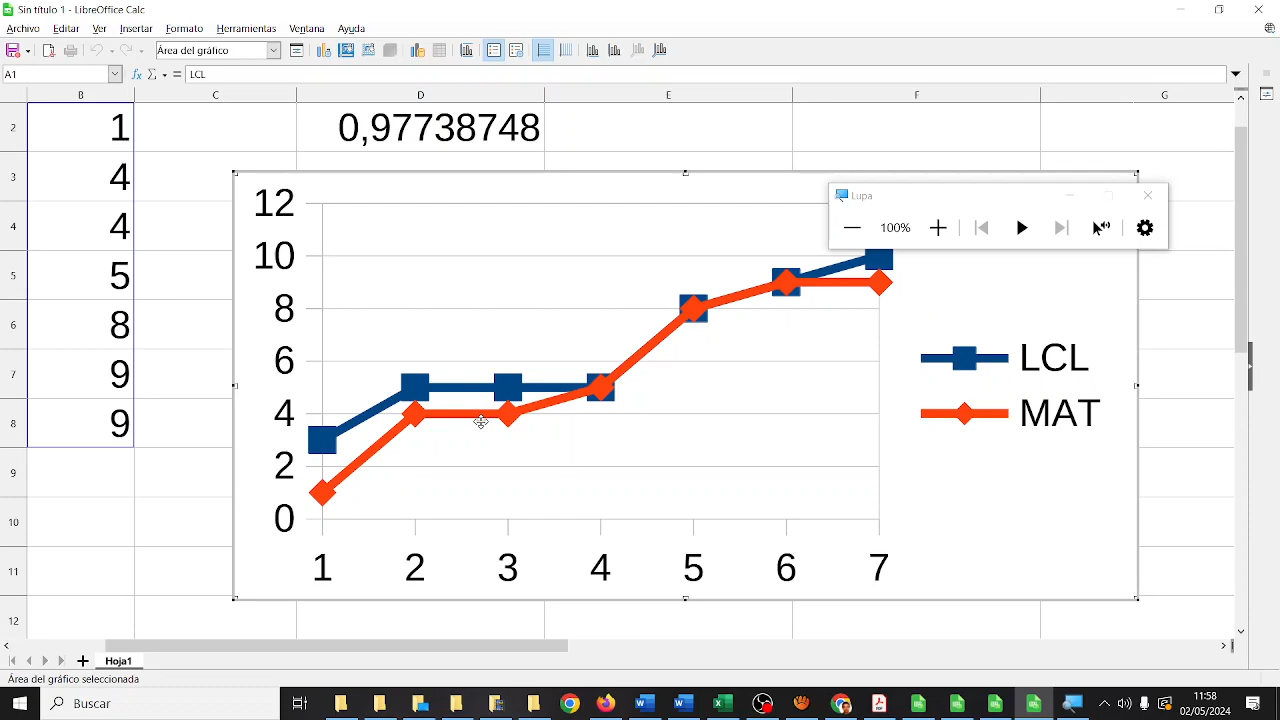 Sin título 1 - LibreOffice Calc
Archivo Editar Ver Insertar Formato Herramientas Ventana Ayuda
Área del gráfico
A1 fx Σ = LCL
B C D E F G
2 1 0,97738748
3 4
4 4
5 5
6 8
7 9
8 9
9
10
11
12
12
10
8
6
4
2
0
1 2 3 4 5 6 7
LCL
MAT
Lupa
100%
Hoja1
Área del gráfico seleccionada
Buscar
11:58
02/05/2024